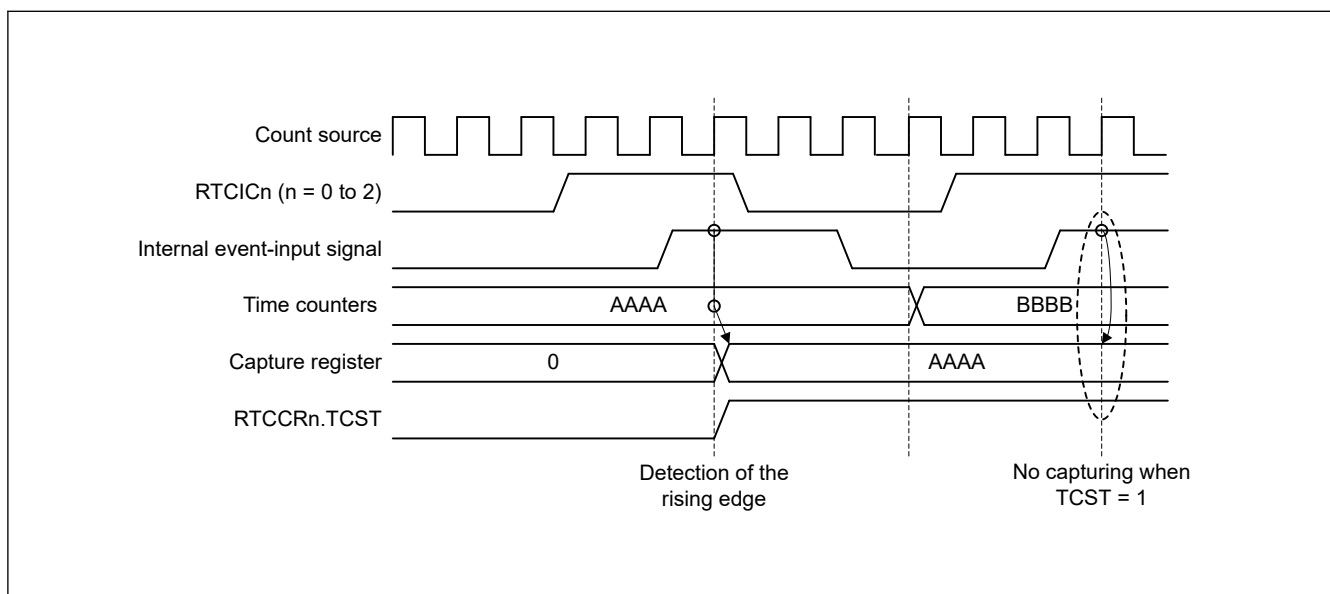 Count source
RTCICn (n = 0 to 2)
Internal event-input signal
Time counters
AAAA
BBBB
Capture register
0
AAAA
RTCCRn.TCST
Detection of the
rising edge
No capturing when
TCST = 1